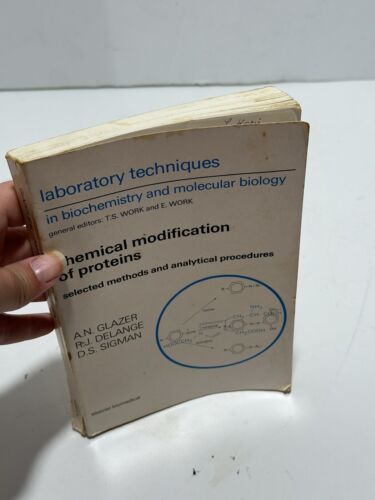 laboratory techniques
in biochemistry and molecular biology
general editors: T.S. WORK and E. WORK
chemical modification
of proteins
selected methods and analytical procedures
A.N. GLAZER
R.J. DELANGE
D.S. SIGMAN
elsevier biomedical